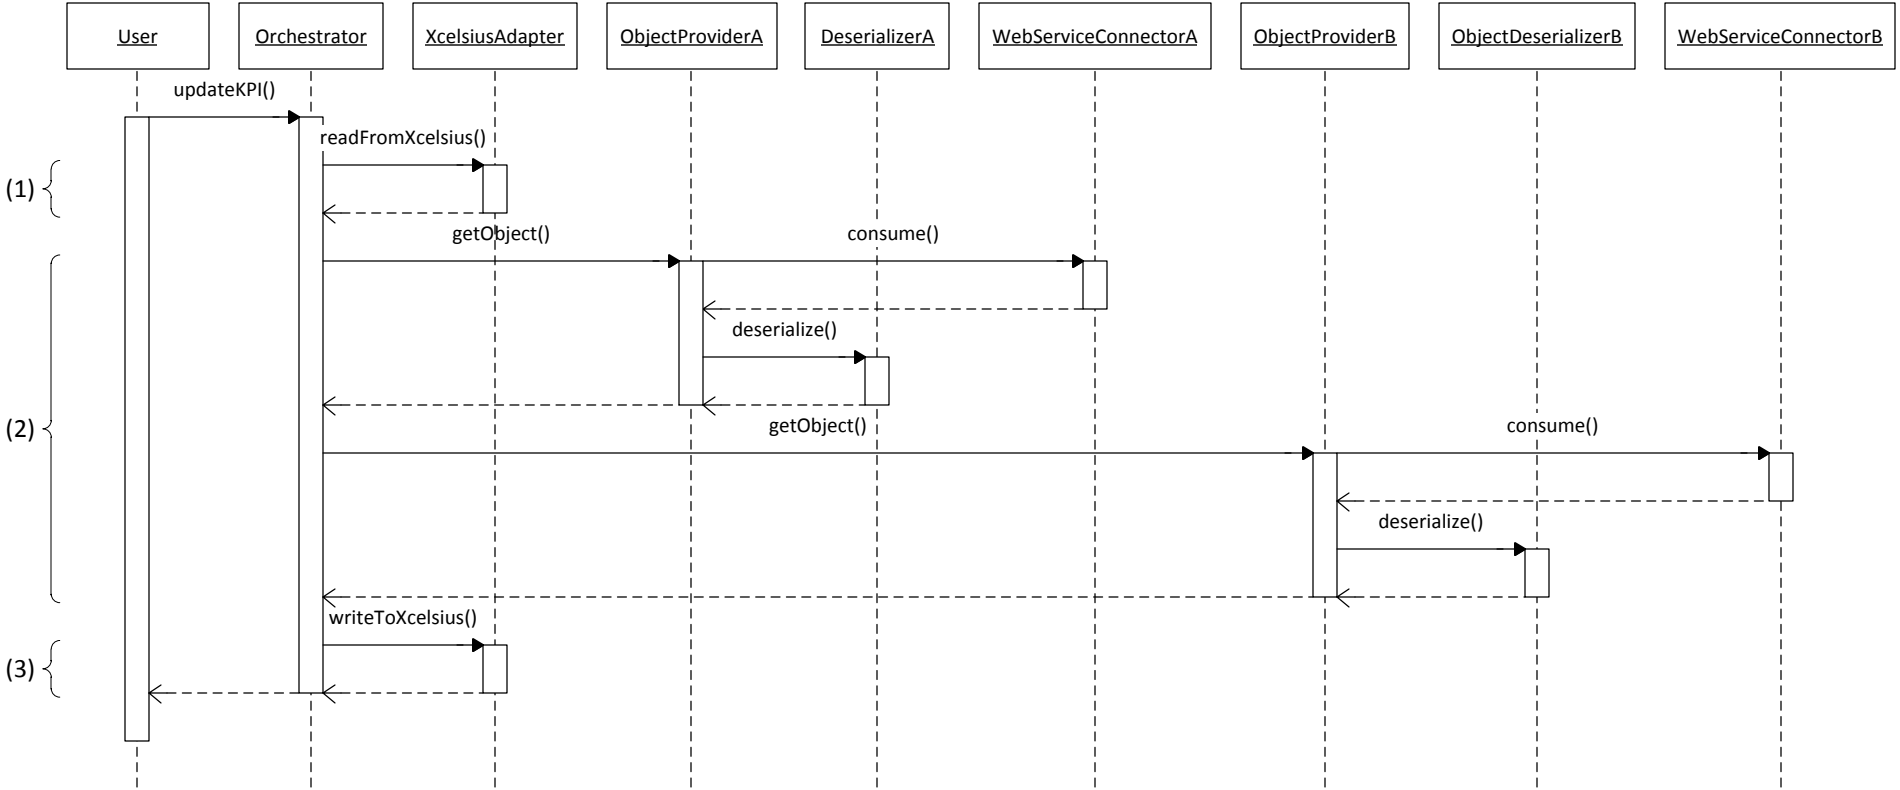 User
Orchestrator
XcelsiusAdapter
ObjectProviderA
DeserializerA
WebServiceConnectorA
ObjectProviderB
ObjectDeserializerB
WebServiceConnectorB
updateKPI()
readFromXcelsius()
(1)
getObject()
consume()
deserialize()
(2)
getObject()
consume()
deserialize()
writeToXcelsius()
(3)